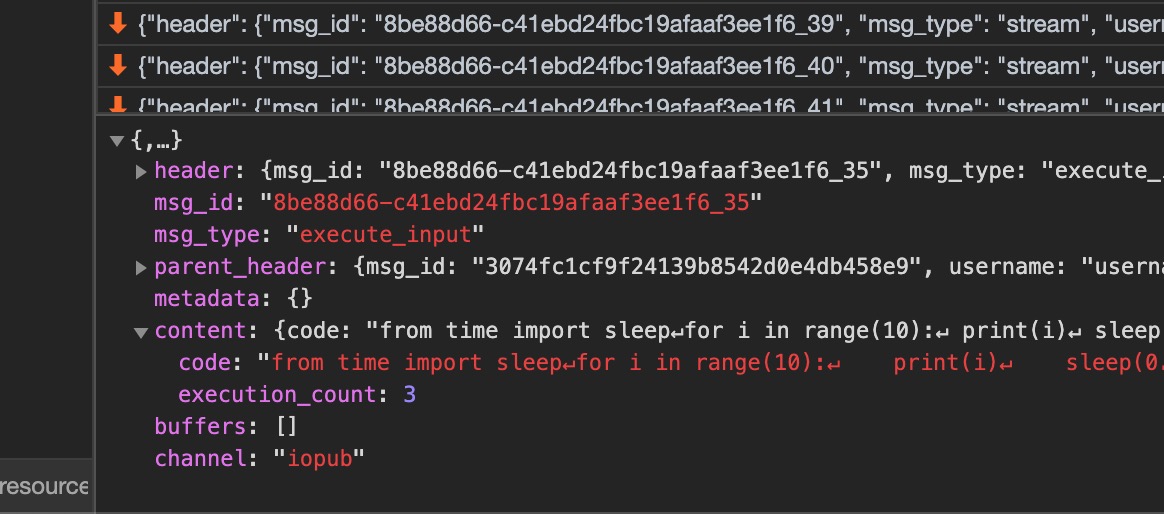 {"header": {"msg_id": "8be88d66-c41ebd24fbc19afaaf3ee1f6_39", "msg_type": "stream", "user
{"header": {"msg_id": "8be88d66-c41ebd24fbc19afaaf3ee1f6_40", "msg_type": "stream", "user
{"header": {"msg_id": "8be88d66-c41ebd24fbc19afaaf3ee1f6_41", "msg_type": "stream", "user
{,…}
header: {msg_id: "8be88d66-c41ebd24fbc19afaaf3ee1f6_35", msg_type: "execute_
msg_id: "8be88d66-c41ebd24fbc19afaaf3ee1f6_35"
msg_type: "execute_input"
parent_header: {msg_id: "3074fc1cf9f24139b8542d0e4db458e9", username: "userna
metadata: {}
content: {code: "from time import sleep↵for i in range(10):↵ print(i)↵ sleep
code: "from time import sleep↵for i in range(10):↵    print(i)↵    sleep(0.
execution_count: 3
buffers: []
channel: "iopub"
resource